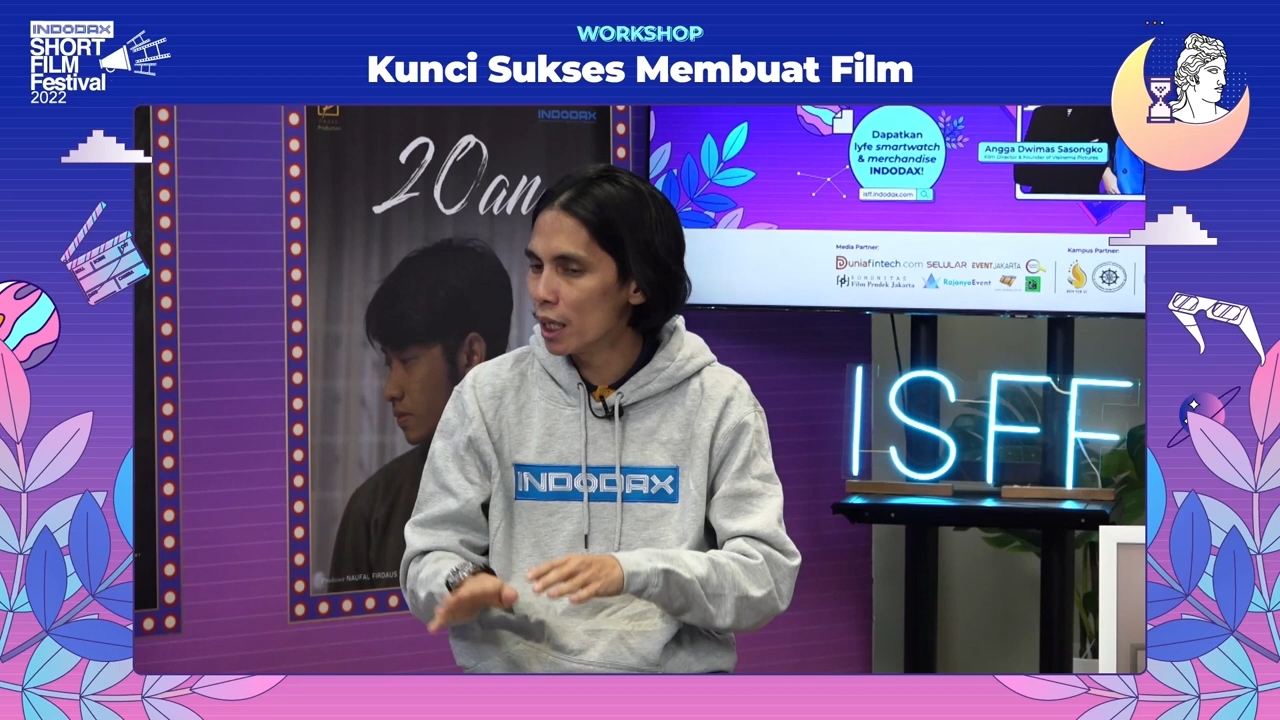 INDODAX
SHORT
FILM
Festival
2022
WORKSHOP
Kunci Sukses Membuat Film
INDODAX
20an
Dapatkan
lyfe smartwatch
& merchandise
INDODAX!
isff.indodax.com
Angga Dwimas Sasongko
Film Director & Founder of Visinema Pictures
Media Partner:
Duniafintech.com SELULAR EVENTJAKARTA
KOMUNITAS
Film Pendek Jakarta
RajanyaEvent
Kampus Partner:
ISFF
INDODAX
NAUFAL FIRDAUS